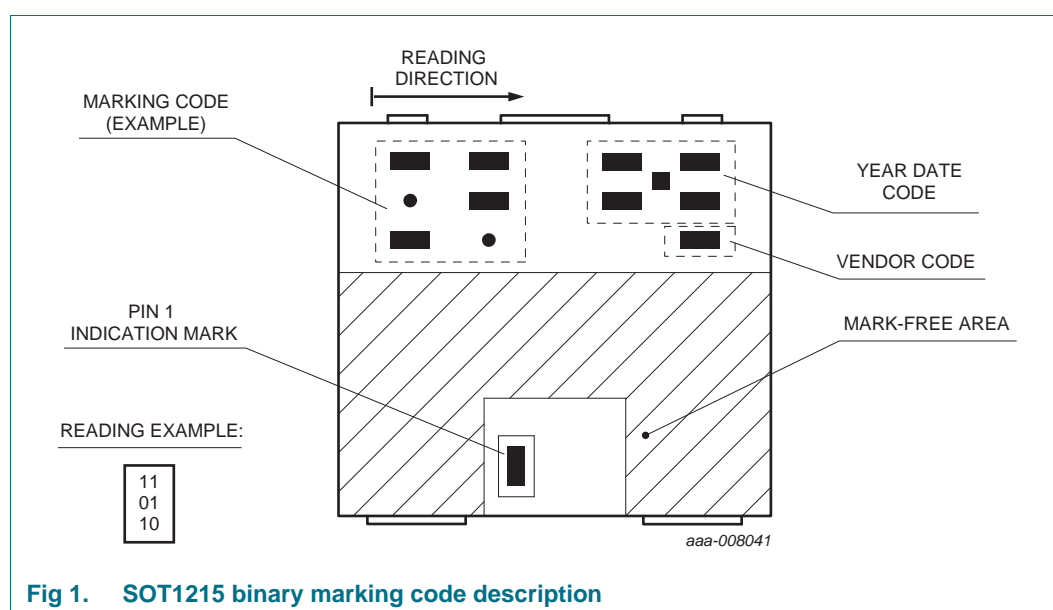 READING
DIRECTION
MARKING CODE
(EXAMPLE)
YEAR DATE
CODE
VENDOR CODE
PIN 1
INDICATION MARK
MARK-FREE AREA
READING EXAMPLE:
11
01
10
aaa-008041
Fig 1. SOT1215 binary marking code description